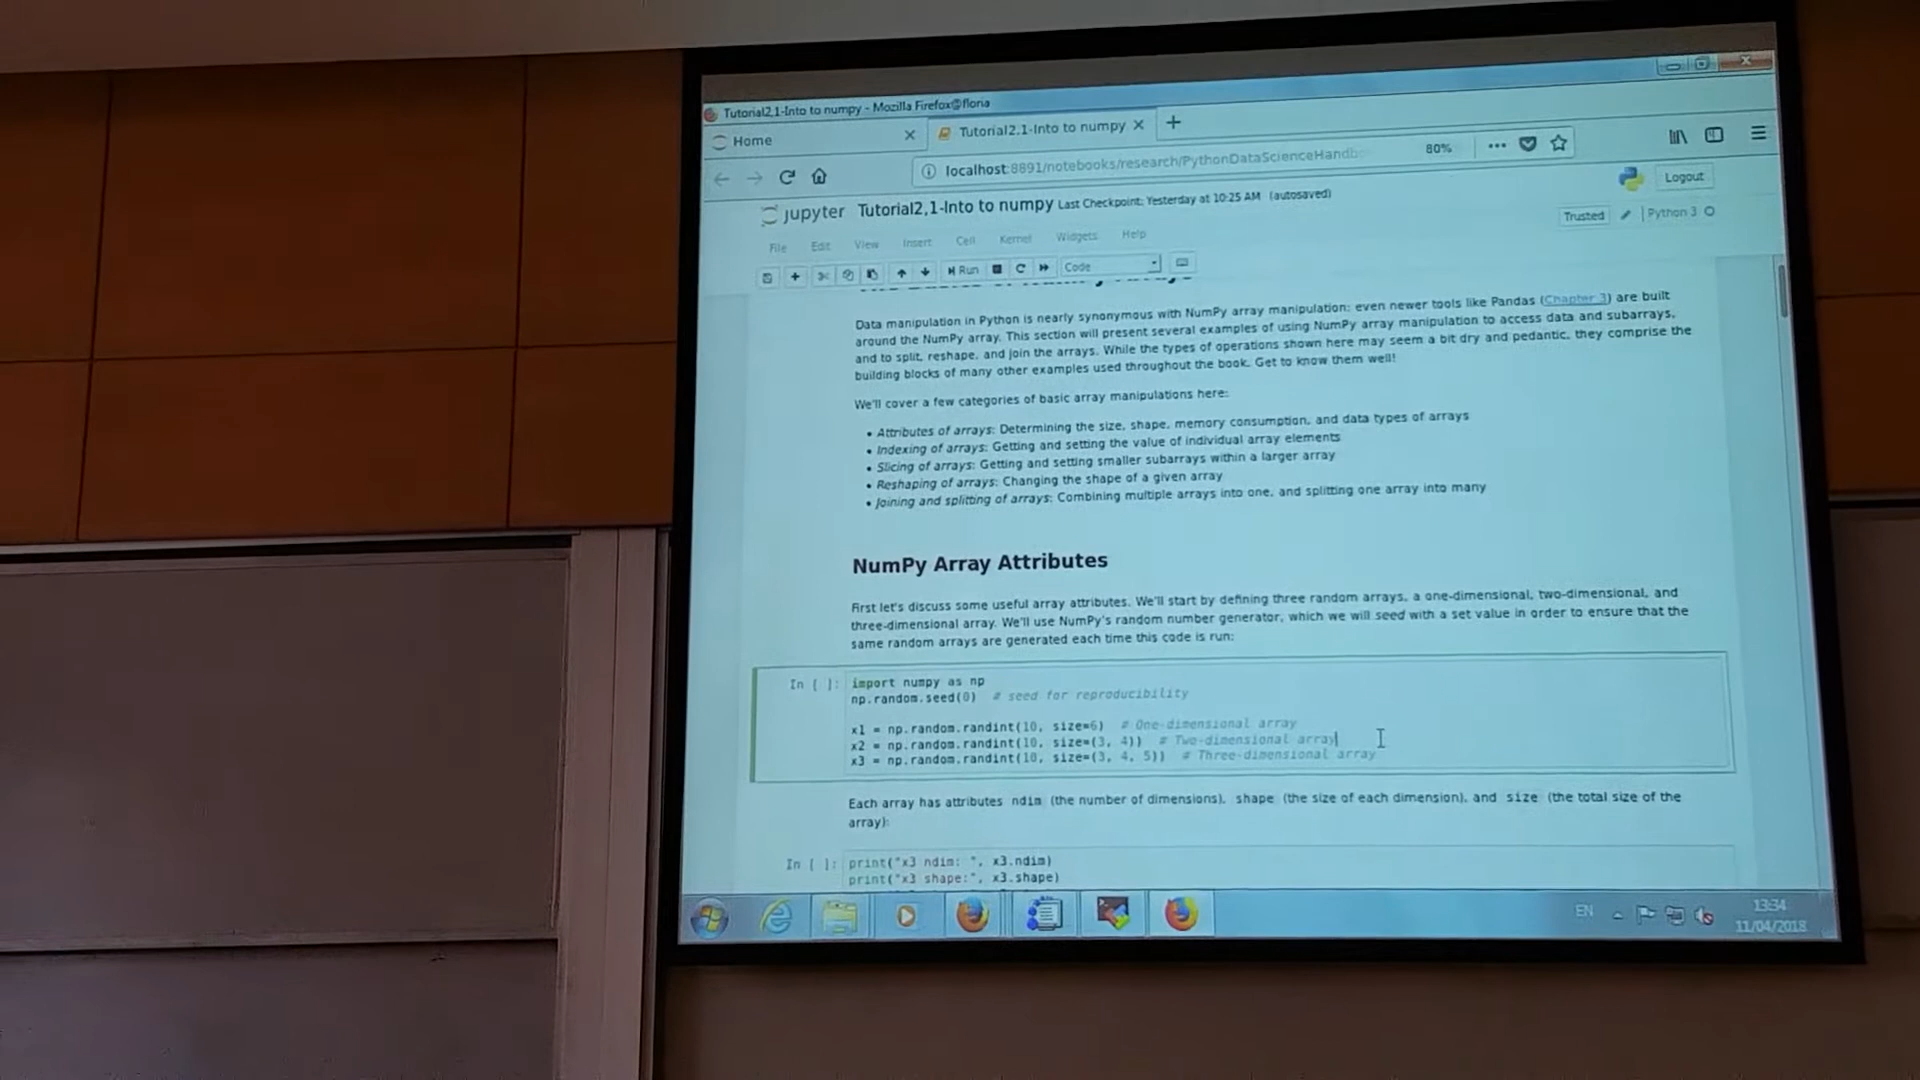 Tutorial2,1-Into to numpy - Mozilla Firefox@floria
Home
Tutorial2,1-Into to numpy
localhost:8891/notebooks/research/PythonDataScienceHandb
80%
jupyter Tutorial2,1-Into to numpy Last Checkpoint: Yesterday at 10:25 AM (autosaved)
Logout
File Edit View Insert Cell Kernel Widgets Help
Trusted Python 3
Run Code
Data manipulation in Python is nearly synonymous with NumPy array manipulation: even newer tools like Pandas (Chapter 3) are built
around the NumPy array. This section will present several examples of using NumPy array manipulation to access data and subarrays,
and to split, reshape, and join the arrays. While the types of operations shown here may seem a bit dry and pedantic, they comprise the
building blocks of many other examples used throughout the book. Get to know them well!
We'll cover a few categories of basic array manipulations here:
• Attributes of arrays: Determining the size, shape, memory consumption, and data types of arrays
• Indexing of arrays: Getting and setting the value of individual array elements
• Slicing of arrays: Getting and setting smaller subarrays within a larger array
• Reshaping of arrays: Changing the shape of a given array
• Joining and splitting of arrays: Combining multiple arrays into one, and splitting one array into many
NumPy Array Attributes
First let's discuss some useful array attributes. We'll start by defining three random arrays, a one-dimensional, two-dimensional, and
three-dimensional array. We'll use NumPy's random number generator, which we will seed with a set value in order to ensure that the
same random arrays are generated each time this code is run:
In [ ]: import numpy as np
np.random.seed(0) # seed for reproducibility
x1 = np.random.randint(10, size=6) # One-dimensional array
x2 = np.random.randint(10, size=(3, 4)) # Two-dimensional array
x3 = np.random.randint(10, size=(3, 4, 5)) # Three-dimensional array
Each array has attributes ndim (the number of dimensions), shape (the size of each dimension), and size (the total size of the
array):
In [ ]: print("x3 ndim: ", x3.ndim)
print("x3 shape:", x3.shape)
EN
13:34
11/04/2018